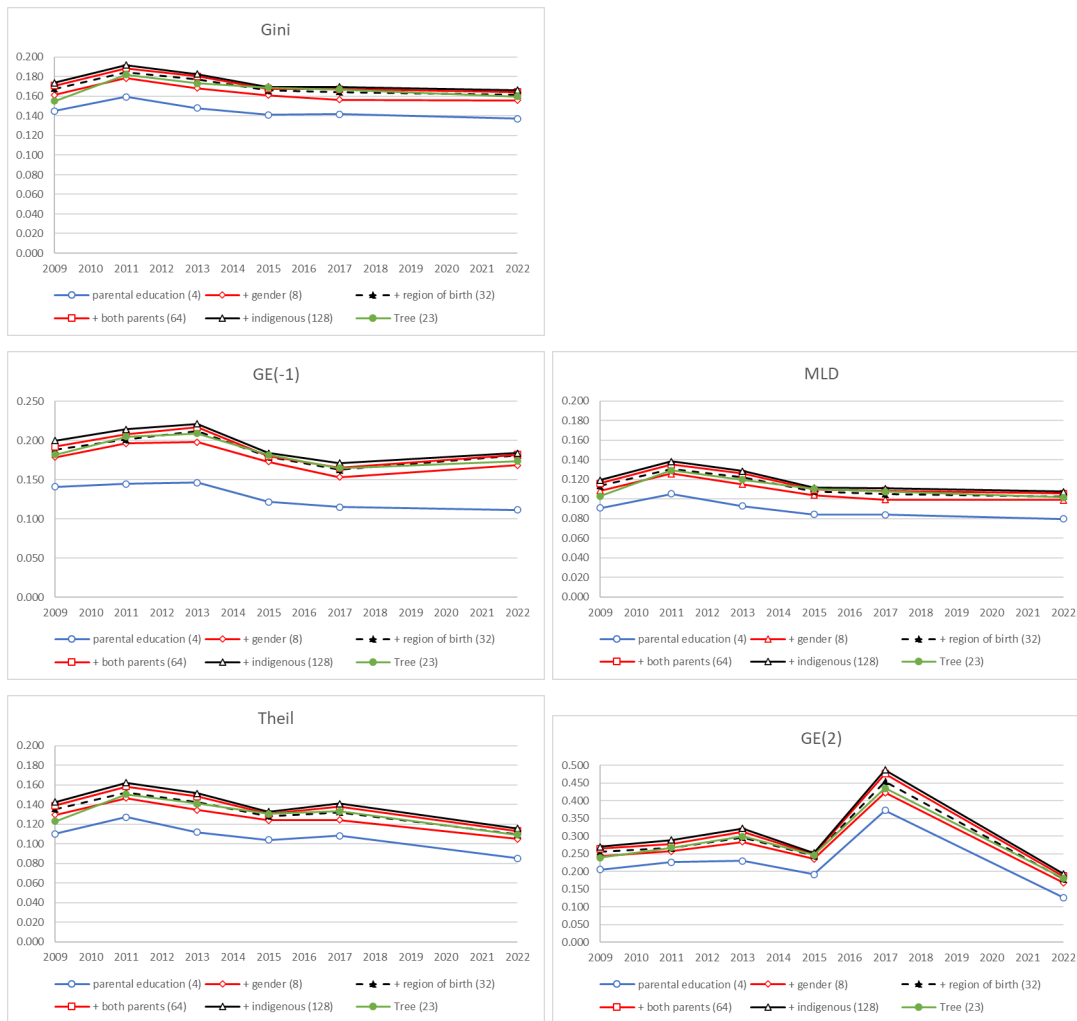 Gini
0.200
0.180
0.160
0.140
0.120
0.100
0.080
0.060
0.040
0.020
0.000
2009 2010 2011 2012 2013 2014 2015 2016 2017 2018 2019 2020 2021 2022
parental education (4) + gender (8) + region of birth (32)
+ both parents (64) + indigenous (128) Tree (23)
GE(-1)
0.250
0.200
0.150
0.100
0.050
0.000
2009 2010 2011 2012 2013 2014 2015 2016 2017 2018 2019 2020 2021 2022
parental education (4) + gender (8) + region of birth (32)
+ both parents (64) + indigenous (128) Tree (23)
MLD
0.200
0.180
0.160
0.140
0.120
0.100
0.080
0.060
0.040
0.020
0.000
2009 2010 2011 2012 2013 2014 2015 2016 2017 2018 2019 2020 2021 2022
parental education (4) + gender (8) + region of birth (32)
+ both parents (64) + indigenous (128) Tree (23)
Theil
0.200
0.180
0.160
0.140
0.120
0.100
0.080
0.060
0.040
0.020
0.000
2009 2010 2011 2012 2013 2014 2015 2016 2017 2018 2019 2020 2021 2022
parental education (4) + gender (8) + region of birth (32)
+ both parents (64) + indigenous (128) Tree (23)
GE(2)
0.500
0.450
0.400
0.350
0.300
0.250
0.200
0.150
0.100
0.050
0.000
2009 2010 2011 2012 2013 2014 2015 2016 2017 2018 2019 2020 2021 2022
parental education (4) + gender (8) + region of birth (32)
+ both parents (64) + indigenous (128) Tree (23)